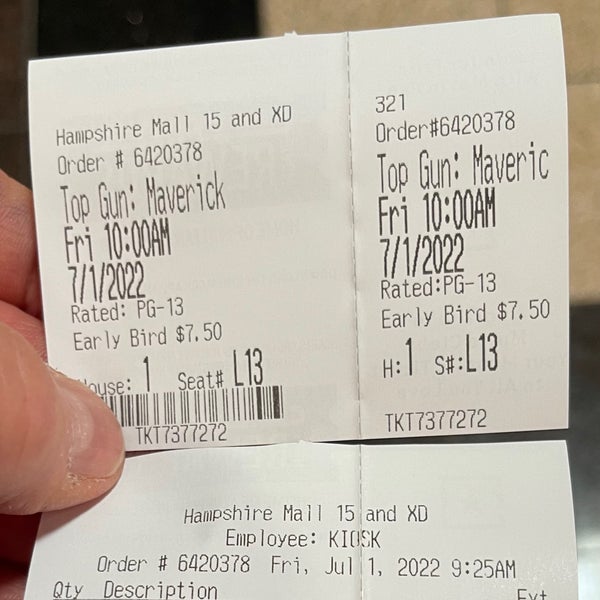 Hampshire Mall 15 and XD
Order # 6420378
Top Gun: Maverick
Fri 10:00AM
7/1/2022
Rated: PG-13
Early Bird $7.50
House: 1 Seat# L13
TKT7377272
321
Order#6420378
Top Gun: Maveric
Fri 10:00AM
7/1/2022
Rated:PG-13
Early Bird $7.50
H:1 S#:L13
TKT7377272
Hampshire Mall 15 and XD
Employee: KIOSK
Order # 6420378 Fri, Jul 1, 2022 9:25AM
Qty Description Ext